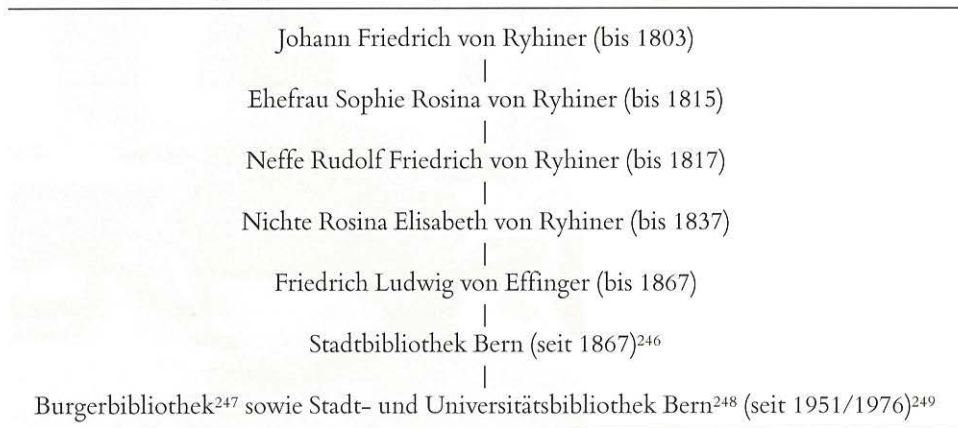 Johann Friedrich von Ryhiner (bis 1803)
Ehefrau Sophie Rosina von Ryhiner (bis 1815)
Neffe Rudolf Friedrich von Ryhiner (bis 1817)
Nichte Rosina Elisabeth von Ryhiner (bis 1837)
Friedrich Ludwig von Effinger (bis 1867)
Stadtbibliothek Bern (seit 1867)²⁴⁶
Burgerbibliothek²⁴⁷ sowie Stadt- und Universitätsbibliothek Bern²⁴⁸ (seit 1951/1976)²⁴⁹